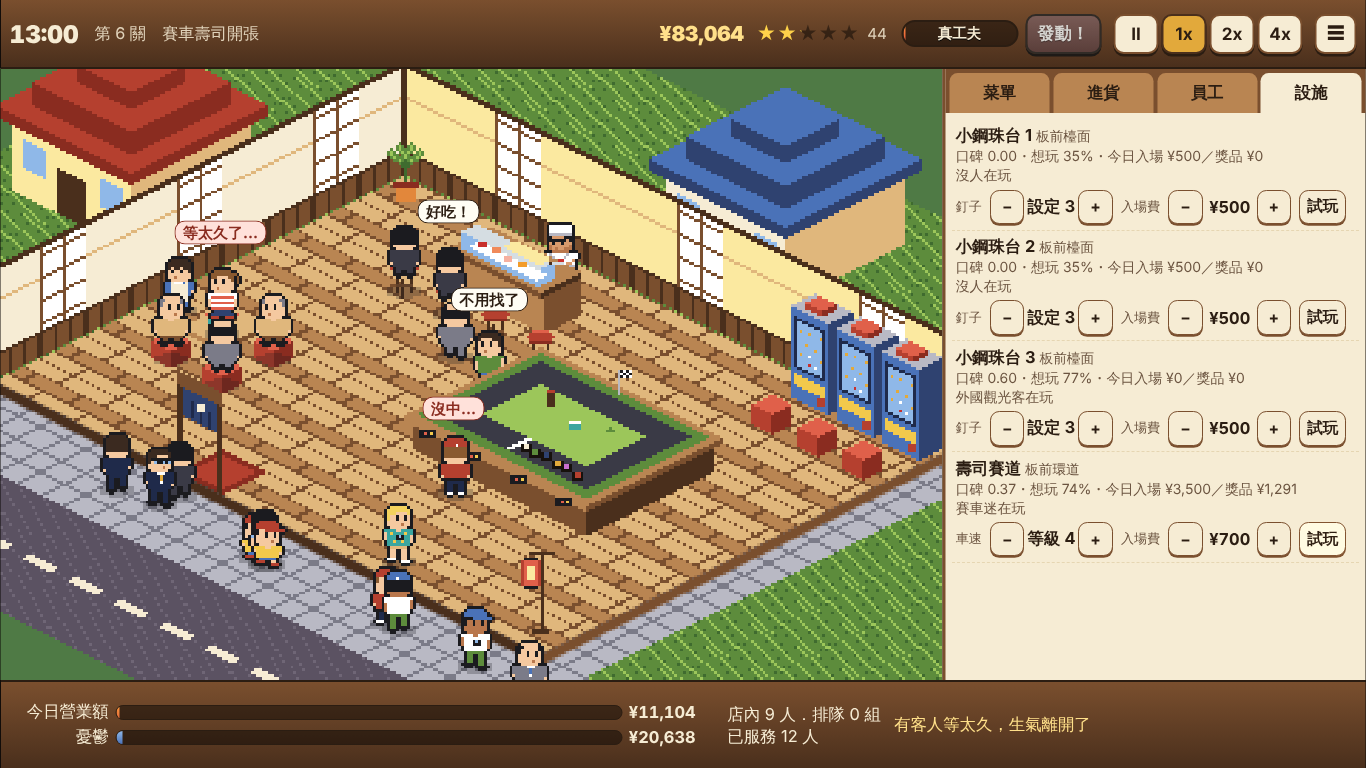 13:00 第 6 關 賽車壽司開張 ¥83,064 ★★★★★ 44 真工夫 發動！ II 1x 2x 4x ☰
菜單 進貨 員工 設施
小鋼珠台 1 板前檯面
口碑 0.00・想玩 35%・今日入場 ¥500／獎品 ¥0
沒人在玩
釘子 − 設定 3 + 入場費 − ¥500 + 試玩
小鋼珠台 2 板前檯面
口碑 0.00・想玩 35%・今日入場 ¥500／獎品 ¥0
沒人在玩
釘子 − 設定 3 + 入場費 − ¥500 + 試玩
小鋼珠台 3 板前檯面
口碑 0.60・想玩 77%・今日入場 ¥0／獎品 ¥0
外國觀光客在玩
釘子 − 設定 3 + 入場費 − ¥500 + 試玩
壽司賽道 板前環道
口碑 0.37・想玩 74%・今日入場 ¥3,500／獎品 ¥1,291
賽車迷在玩
車速 − 等級 4 + 入場費 − ¥700 + 試玩
好吃！
等太久了…
不用找了
沒中…
今日營業額 ¥11,104
憂鬱 ¥20,638
店內 9 人．排隊 0 組
已服務 12 人
有客人等太久，生氣離開了